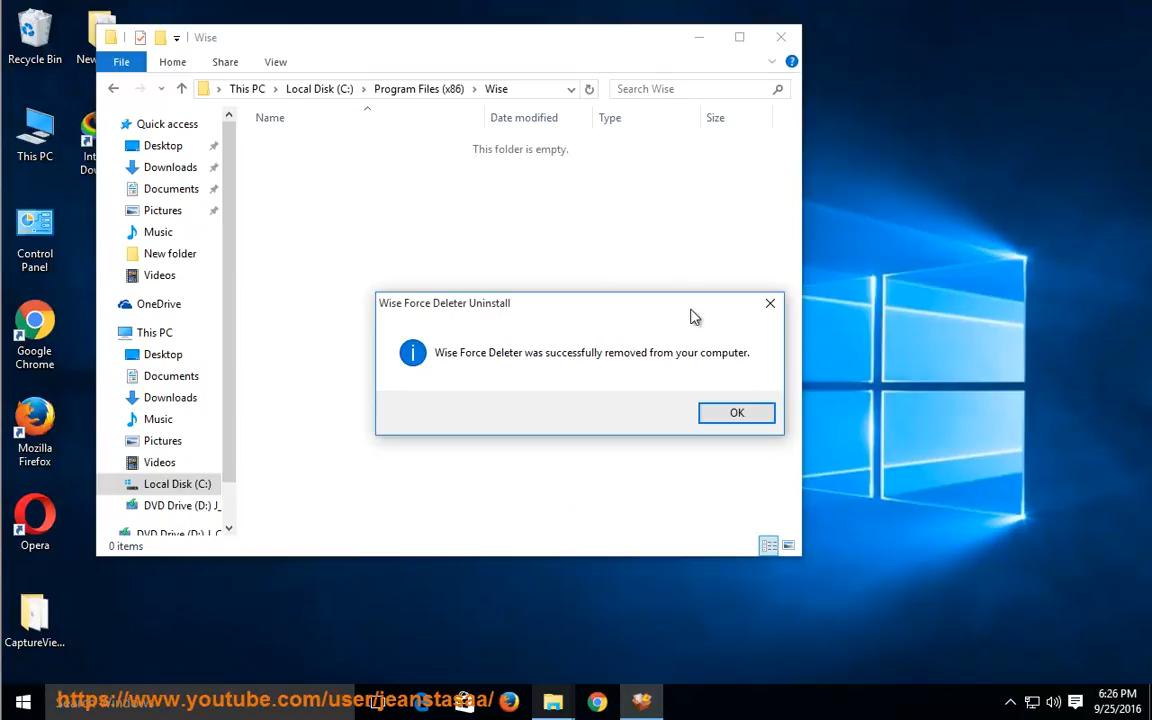 Recycle Bin
New
This PC
Int
Do
Control
Panel
Google
Chrome
Mozilla
Firefox
Opera
CaptureVie...
Wise
File
Home
Share
View
This PC
Local Disk (C:)
Program Files (x86)
Wise
Search Wise
Name
Date modified
Type
Size
This folder is empty.
Quick access
Desktop
Downloads
Documents
Pictures
Music
New folder
Videos
OneDrive
This PC
Desktop
Documents
Downloads
Music
Pictures
Videos
Local Disk (C:)
DVD Drive (D:) J_
0 items
Wise Force Deleter Uninstall
Wise Force Deleter was successfully removed from your computer.
OK
https://www.youtube.com/user/jeanstasaa/
6:26 PM
9/25/2016